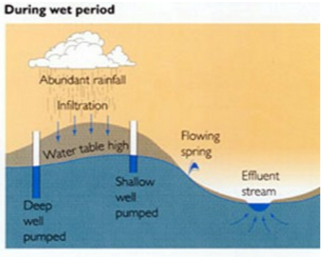 During wet period
Abundant rainfall
Infiltration
Water table high
Flowing
spring
Effluent
stream
Shallow
well
pumped
Deep
well
pumped